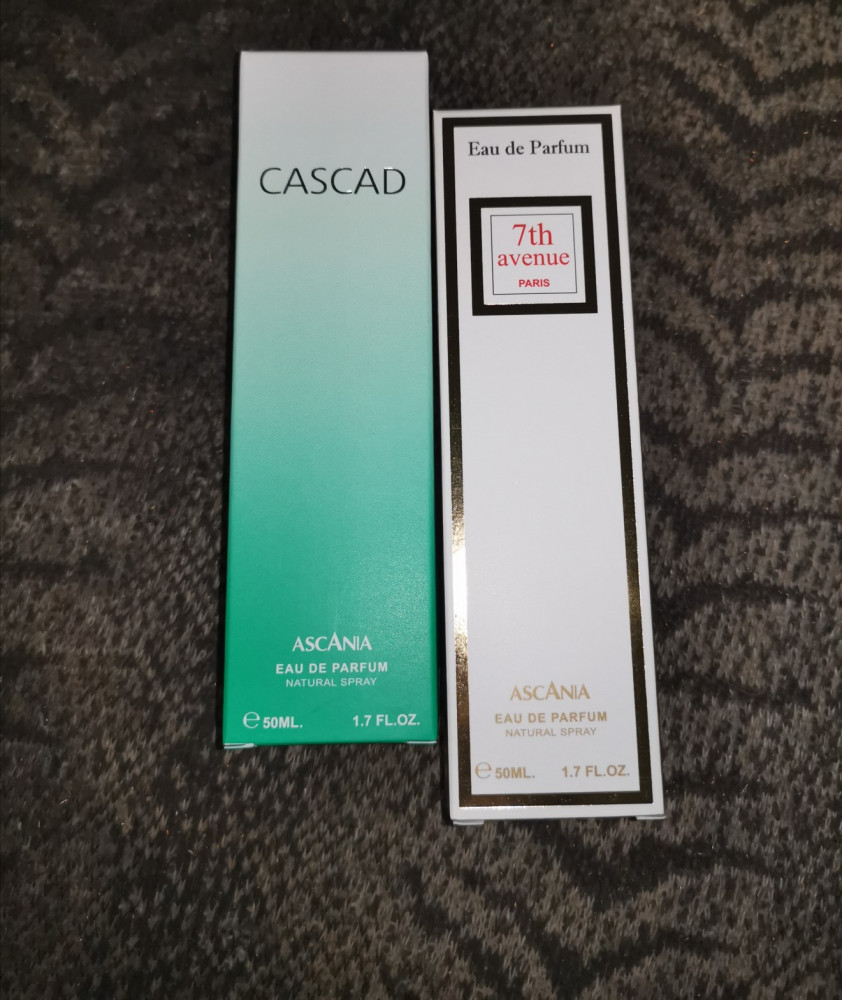 CASCAD
ASCANIA
EAU DE PARFUM
NATURAL SPRAY
e 50ML. 1.7 FL.OZ.
Eau de Parfum
7th
avenue
PARIS
ASCANIA
EAU DE PARFUM
NATURAL SPRAY
e 50ML. 1.7 FL.OZ.